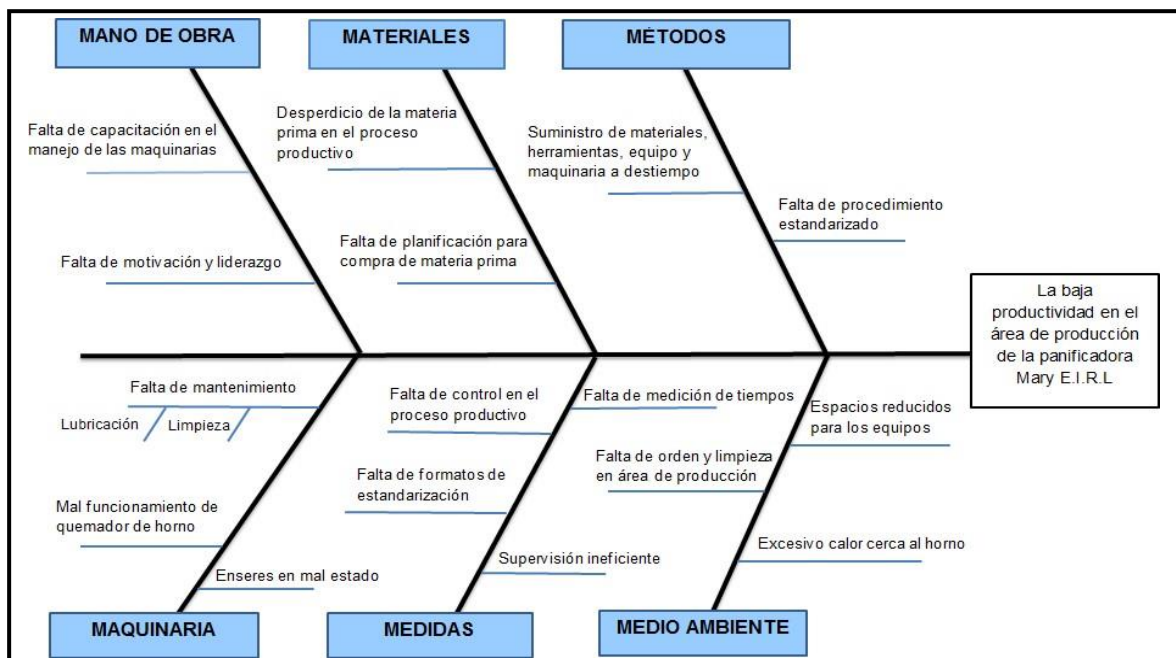 MANO DE OBRA
MATERIALES
MÉTODOS
Falta de capacitación en el
manejo de las maquinarias
Falta de motivación y liderazgo
Desperdicio de la materia
prima en el proceso
productivo
Falta de planificación para
compra de materia prima
Suministro de materiales,
herramientas, equipo y
maquinaria a destiempo
Falta de procedimiento
estandarizado
La baja
productividad en el
área de producción
de la panificadora
Mary E.I.R.L
Falta de mantenimiento
Lubricación
Limpieza
Mal funcionamiento de
quemador de horno
Enseres en mal estado
Falta de control en el
proceso productivo
Falta de medición de tiempos
Falta de formatos de
estandarización
Supervisión ineficiente
Espacios reducidos
para los equipos
Falta de orden y limpieza
en área de producción
Excesivo calor cerca al horno
MAQUINARIA
MEDIDAS
MEDIO AMBIENTE